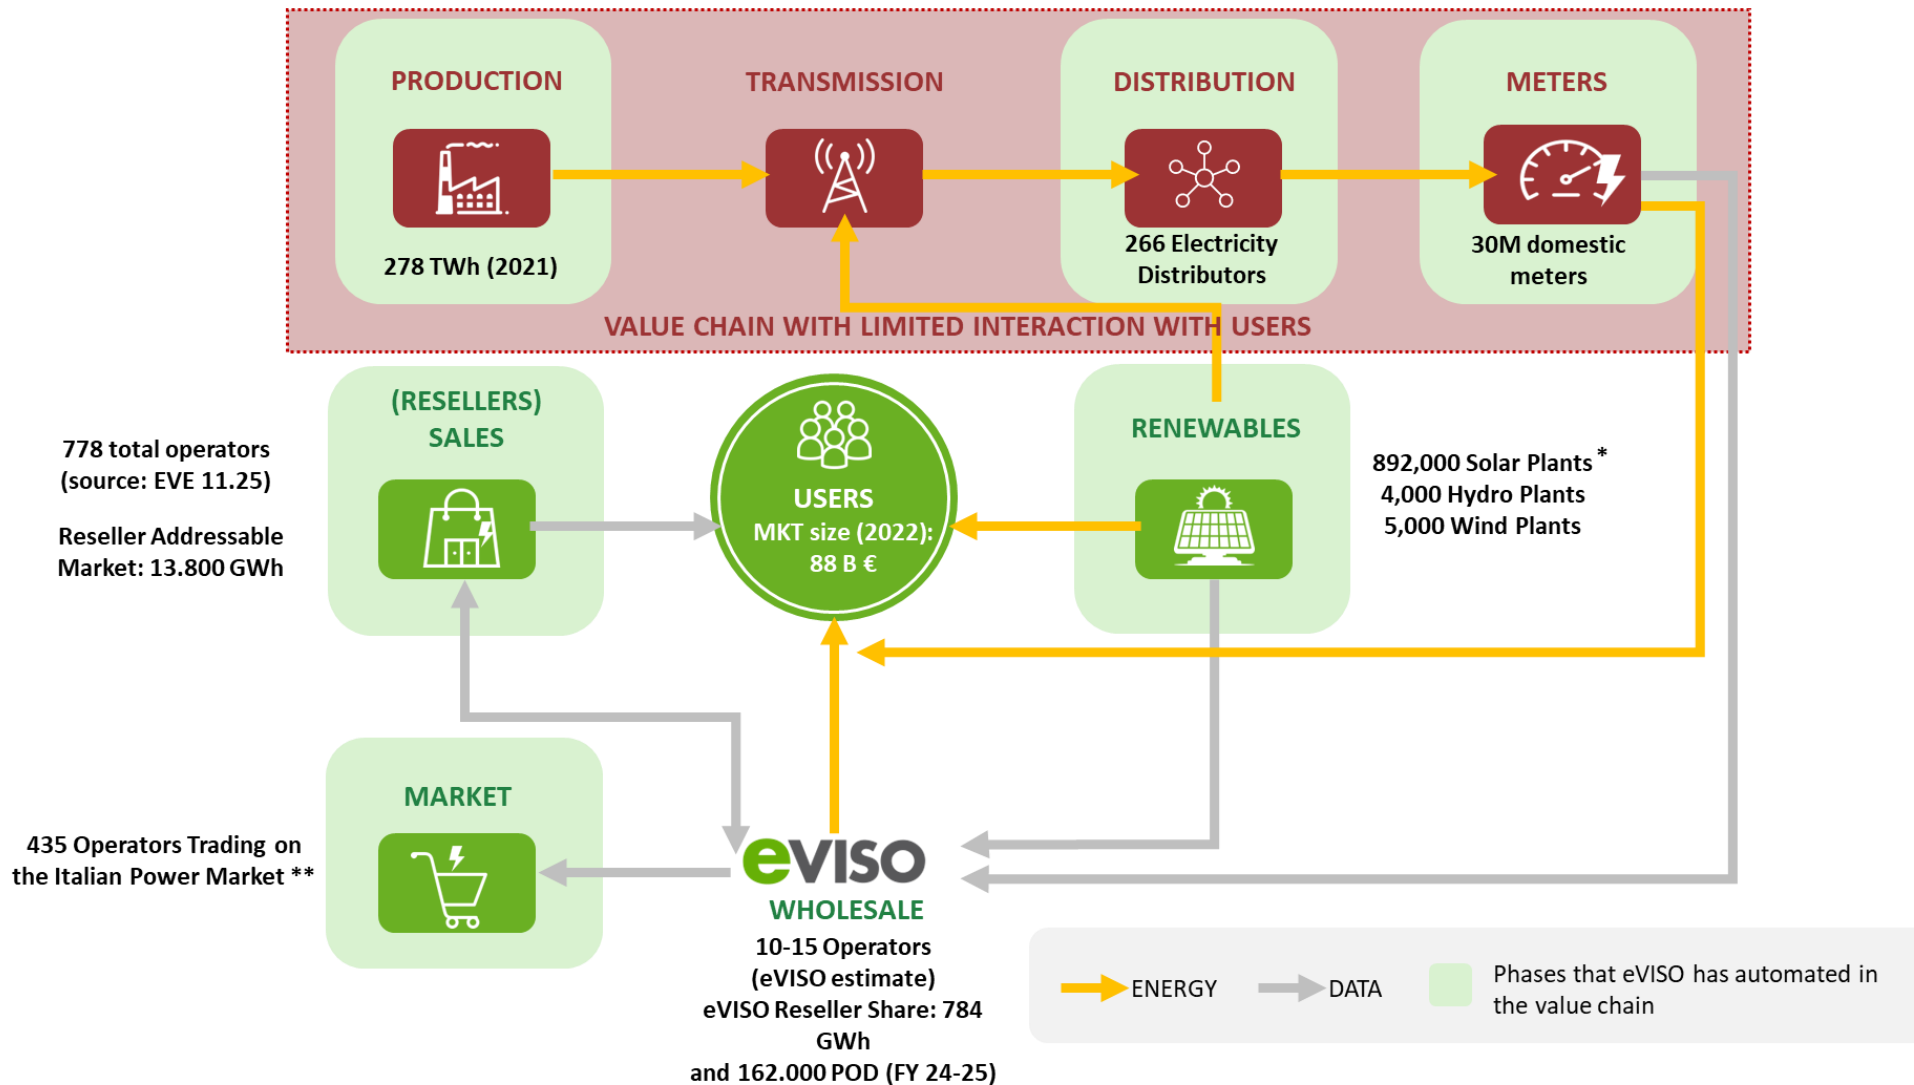 PRODUCTION
TRANSMISSION
DISTRIBUTION
METERS
278 TWh (2021)
266 Electricity
Distributors
30M domestic
meters
VALUE CHAIN WITH LIMITED INTERACTION WITH USERS
(RESELLERS)
SALES
778 total operators
(source: EVE 11.25)
Reseller Addressable
Market: 13.800 GWh
USERS
MKT size (2022):
88 B €
RENEWABLES
892,000 Solar Plants *
4,000 Hydro Plants
5,000 Wind Plants
MARKET
435 Operators Trading on
the Italian Power Market **
eVISO
WHOLESALE
10-15 Operators
(eVISO estimate)
eVISO Reseller Share: 784
GWh
and 162.000 POD (FY 24-25)
ENERGY
DATA
Phases that eVISO has automated in
the value chain